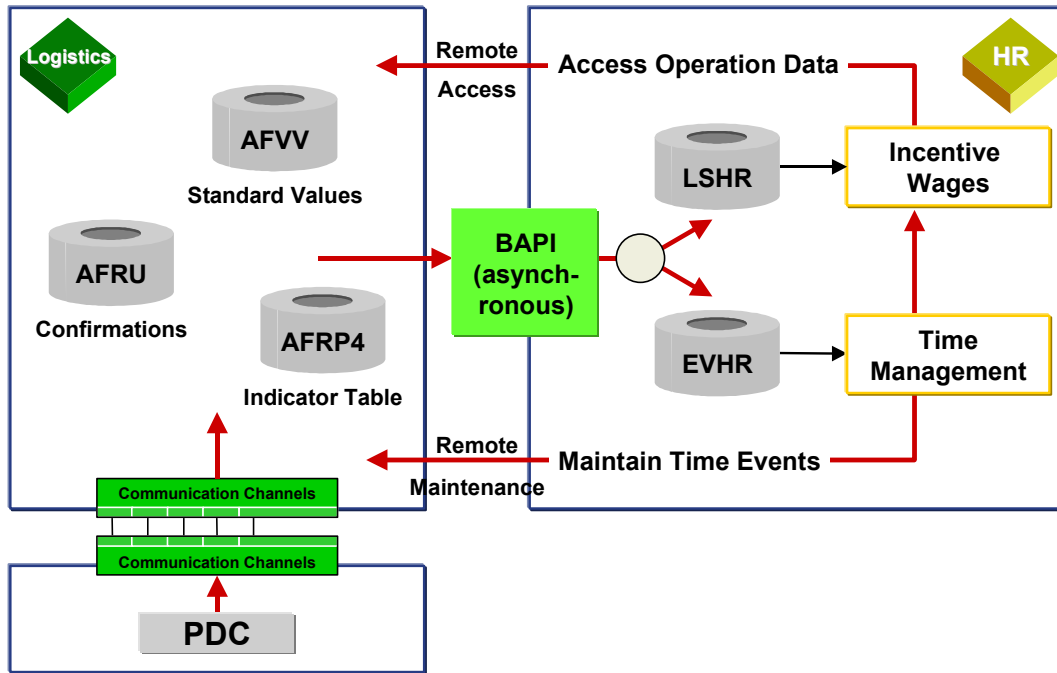 Logistics
HR
Remote
Access
Access Operation Data
AFVV
Standard Values
LSHR
Incentive
Wages
AFRU
Confirmations
BAPI
(asynch-
ronous)
AFRP4
Indicator Table
EVHR
Time
Management
Remote
Maintenance
Maintain Time Events
Communication Channels
Communication Channels
PDC